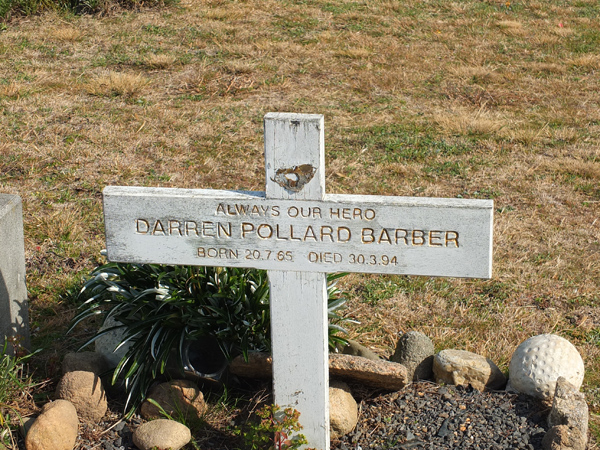 ALWAYS OUR HERO
DARREN POLLARD BARBER
BORN 20.7.65 DIED 30.3.94